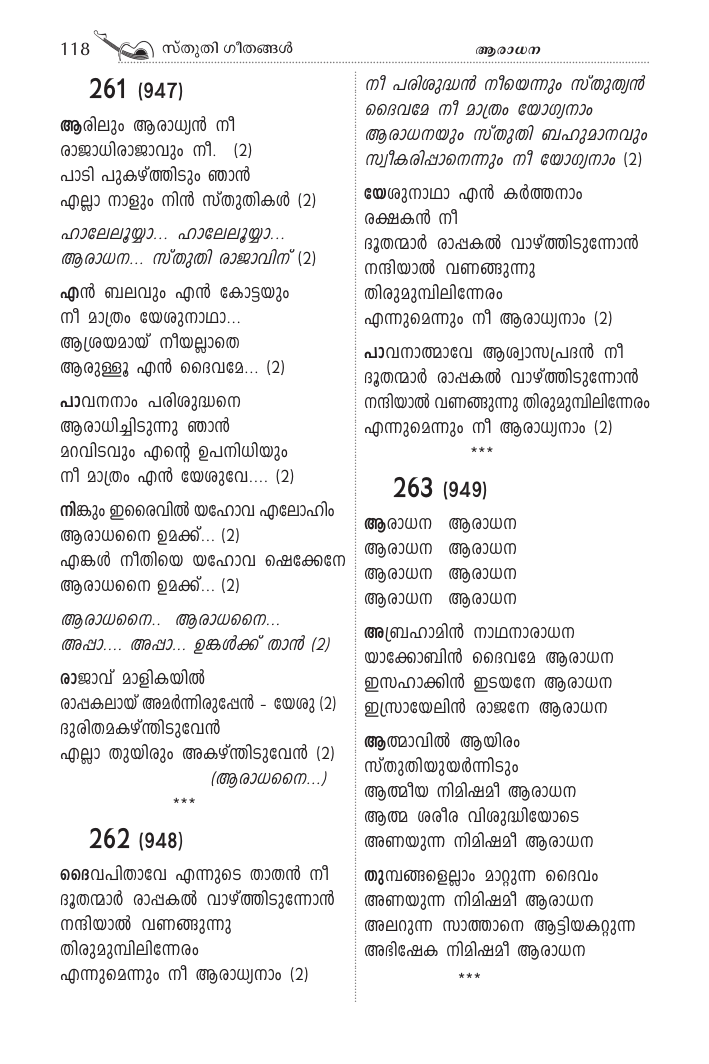 118 സ്തുതി ഗീതങ്ങൾ ആരാധന
261 (947)
ആരിലും ആരാധ്യൻ നീ
രാജാധിരാജാവും നീ. (2)
പാടി പുകഴ്ത്തിടും ഞാൻ
എല്ലാ നാളും നിൻ സ്തുതികൾ (2)
ഹാലേലൂയ്യാ... ഹാലേലൂയ്യാ...
ആരാധന... സ്തുതി രാജാവിന് (2)
എൻ ബലവും എൻ കോട്ടയും
നീ മാത്രം യേശുനാഥാ...
ആശ്രയമായ് നീയല്ലാതെ
ആരുള്ളൂ എൻ ദൈവമേ... (2)
പാവനനാം പരിശുദ്ധനെ
ആരാധിച്ചിടുന്നു ഞാൻ
മറവിടവും എന്റെ ഉപനിധിയും
നീ മാത്രം എൻ യേശുവേ.... (2)
നിങ്കും ഇരൈവിൽ യഹോവ എലോഹിം
ആരാധനൈ ഉമക്ക്... (2)
എങ്കൾ നീതിയെ യഹോവ ഷെക്കേനേ
ആരാധനൈ ഉമക്ക്... (2)
ആരാധനൈ.. ആരാധനൈ...
അപ്പാ.... അപ്പാ... ഉങ്കൾക്ക് താൻ (2)
രാജാവ് മാളികയിൽ
രാപ്പകലായ് അമർന്നിരുപ്പേൻ - യേശു (2)
ദുരിതമകഴ്ന്തിടുവേൻ
എല്ലാ തുയിരും അകഴ്ന്തിടുവേൻ (2)
(ആരാധനൈ...)
***
262 (948)
ദൈവപിതാവേ എന്നുടെ താതൻ നീ
ദൂതന്മാർ രാപ്പകൽ വാഴ്ത്തിടുന്നോൻ
നന്ദിയാൽ വണങ്ങുന്നു
തിരുമുമ്പിലിന്നേരം
എന്നുമെന്നും നീ ആരാധ്യനാം (2)
നീ പരിശുദ്ധൻ നീയെന്നും സ്തുത്യൻ
ദൈവമേ നീ മാത്രം യോഗ്യനാം
ആരാധനയും സ്തുതി ബഹുമാനവും
സ്വീകരിപ്പാനെന്നും നീ യോഗ്യനാം (2)
യേശുനാഥാ എൻ കർത്തനാം
രക്ഷകൻ നീ
ദൂതന്മാർ രാപ്പകൽ വാഴ്ത്തിടുന്നോൻ
നന്ദിയാൽ വണങ്ങുന്നു
തിരുമുമ്പിലിന്നേരം
എന്നുമെന്നും നീ ആരാധ്യനാം (2)
പാവനാത്മാവേ ആശ്വാസപ്രദൻ നീ
ദൂതന്മാർ രാപ്പകൽ വാഴ്ത്തിടുന്നോൻ
നന്ദിയാൽ വണങ്ങുന്നു തിരുമുമ്പിലിന്നേരം
എന്നുമെന്നും നീ ആരാധ്യനാം (2)
***
263 (949)
ആരാധന ആരാധന
ആരാധന ആരാധന
ആരാധന ആരാധന
ആരാധന ആരാധന
അബ്രഹാമിൻ നാഥനാരാധന
യാക്കോബിൻ ദൈവമേ ആരാധന
ഇസഹാക്കിൻ ഇടയനേ ആരാധന
ഇസ്രായേലിൻ രാജനേ ആരാധന
ആത്മാവിൽ ആയിരം
സ്തുതിയുയർന്നിടും
ആത്മീയ നിമിഷമീ ആരാധന
ആത്മ ശരീര വിശുദ്ധിയോടെ
അണയുന്ന നിമിഷമീ ആരാധന
തുമ്പങ്ങളെല്ലാം മാറ്റുന്ന ദൈവം
അണയുന്ന നിമിഷമീ ആരാധന
അലറുന്ന സാത്താനെ ആട്ടിയകറ്റുന്ന
അഭിഷേക നിമിഷമീ ആരാധന
***